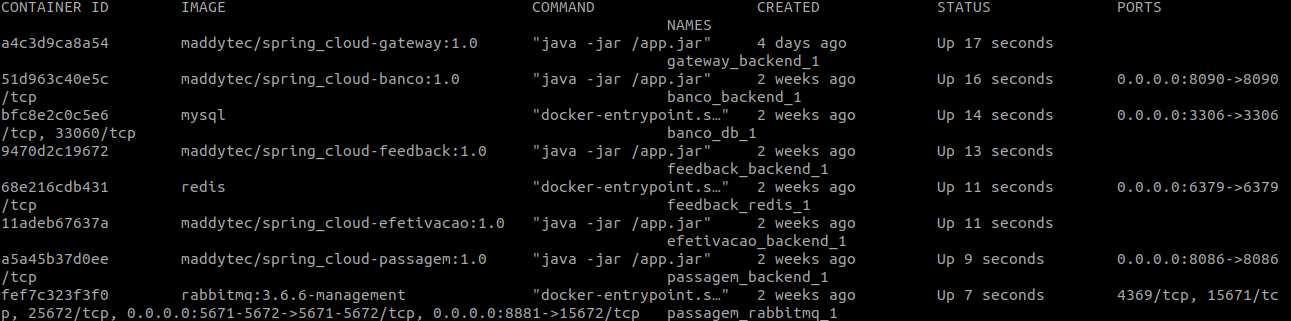 CONTAINER ID        IMAGE                                  COMMAND                  CREATED             STATUS              PORTS
                                                                          NAMES
a4c3d9ca8a54        maddytec/spring_cloud-gateway:1.0      "java -jar /app.jar"     4 days ago          Up 17 seconds
                                                                          gateway_backend_1
51d963c40e5c        maddytec/spring_cloud-banco:1.0        "java -jar /app.jar"     2 weeks ago         Up 16 seconds       0.0.0.0:8090->8090
/tcp                                                                      banco_backend_1
bfc8e2c0c5e6        mysql                                  "docker-entrypoint.s…"   2 weeks ago         Up 14 seconds       0.0.0.0:3306->3306
/tcp, 33060/tcp                                                           banco_db_1
9470d2c19672        maddytec/spring_cloud-feedback:1.0     "java -jar /app.jar"     2 weeks ago         Up 13 seconds
                                                                          feedback_backend_1
68e216cdb431        redis                                  "docker-entrypoint.s…"   2 weeks ago         Up 11 seconds       0.0.0.0:6379->6379
/tcp                                                                      feedback_redis_1
11adeb67637a        maddytec/spring_cloud-efetivacao:1.0   "java -jar /app.jar"     2 weeks ago         Up 11 seconds
                                                                          efetivacao_backend_1
a5a45b37d0ee        maddytec/spring_cloud-passagem:1.0     "java -jar /app.jar"     2 weeks ago         Up 9 seconds        0.0.0.0:8086->8086
/tcp                                                                      passagem_backend_1
fef7c323f3f0        rabbitmq:3.6.6-management              "docker-entrypoint.s…"   2 weeks ago         Up 7 seconds        4369/tcp, 15671/tc
p, 25672/tcp, 0.0.0.0:5671-5672->5671-5672/tcp, 0.0.0.0:8881->15672/tcp   passagem_rabbitmq_1